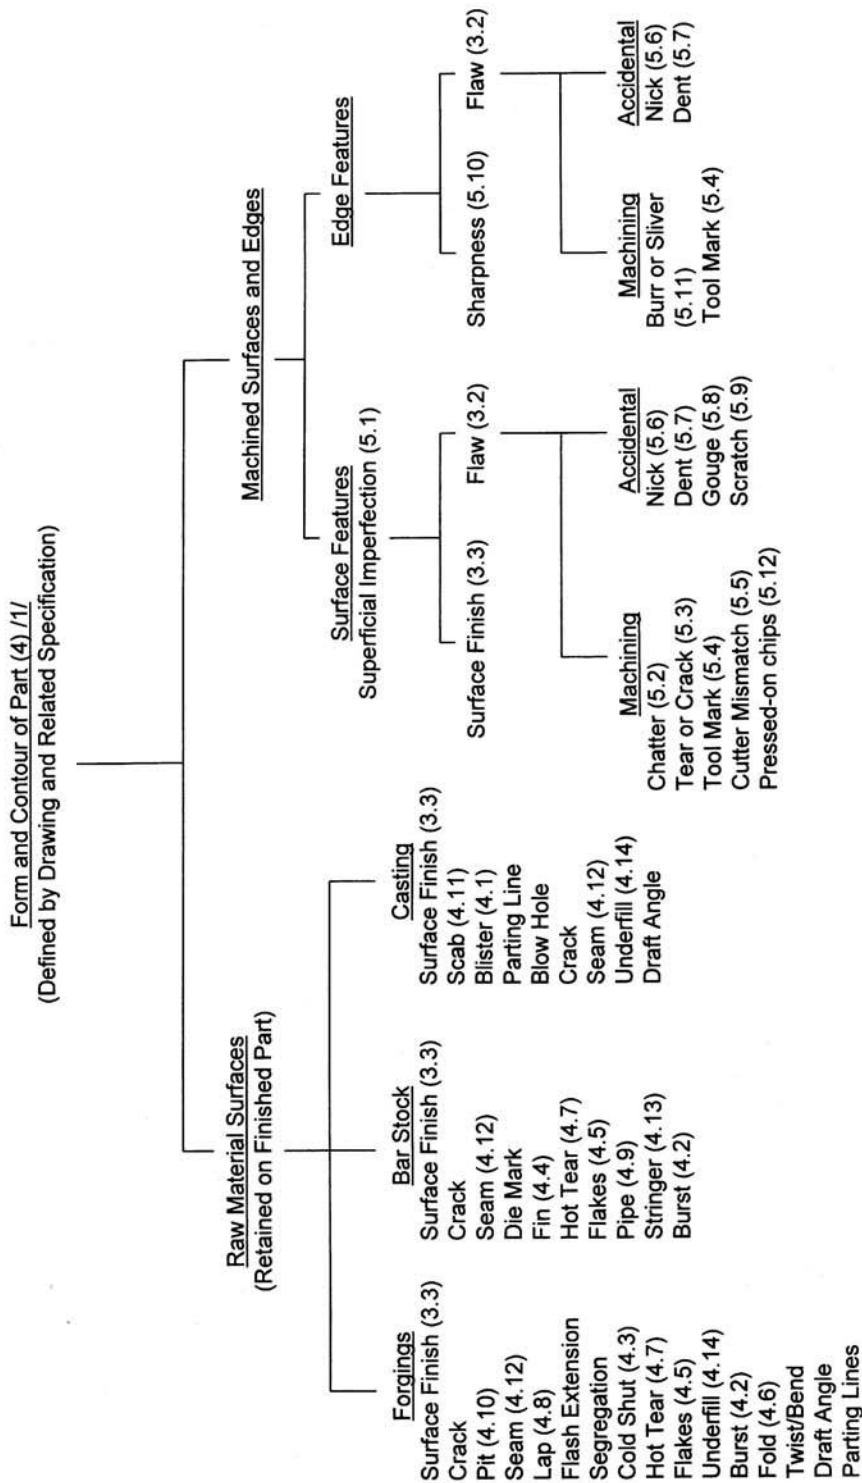 Form and Contour of Part (4) /1/
(Defined by Drawing and Related Specification)
Raw Material Surfaces
(Retained on Finished Part)
Forgings
Surface Finish (3.3)
Crack
Pit (4.10)
Seam (4.12)
Lap (4.8)
Flash Extension
Segregation
Cold Shut (4.3)
Hot Tear (4.7)
Flakes (4.5)
Underfill (4.14)
Burst (4.2)
Fold (4.6)
Twist/Bend
Draft Angle
Parting Lines
Bar Stock
Surface Finish (3.3)
Crack
Seam (4.12)
Die Mark
Fin (4.4)
Hot Tear (4.7)
Flakes (4.5)
Pipe (4.9)
Stringer (4.13)
Burst (4.2)
Casting
Surface Finish (3.3)
Scab (4.11)
Blister (4.1)
Parting Line
Blow Hole
Crack
Seam (4.12)
Underfill (4.14)
Draft Angle
Machined Surfaces and Edges
Surface Features
Superficial Imperfection (5.1)
Surface Finish (3.3)
Flaw (3.2)
Machining
Chatter (5.2)
Tear or Crack (5.3)
Tool Mark (5.4)
Cutter Mismatch (5.5)
Pressed-on chips (5.12)
Accidental
Nick (5.6)
Dent (5.7)
Gouge (5.8)
Scratch (5.9)
Edge Features
Sharpness (5.10)
Flaw (3.2)
Machining
Burr or Sliver
(5.11)
Tool Mark (5.4)
Accidental
Nick (5.6)
Dent (5.7)